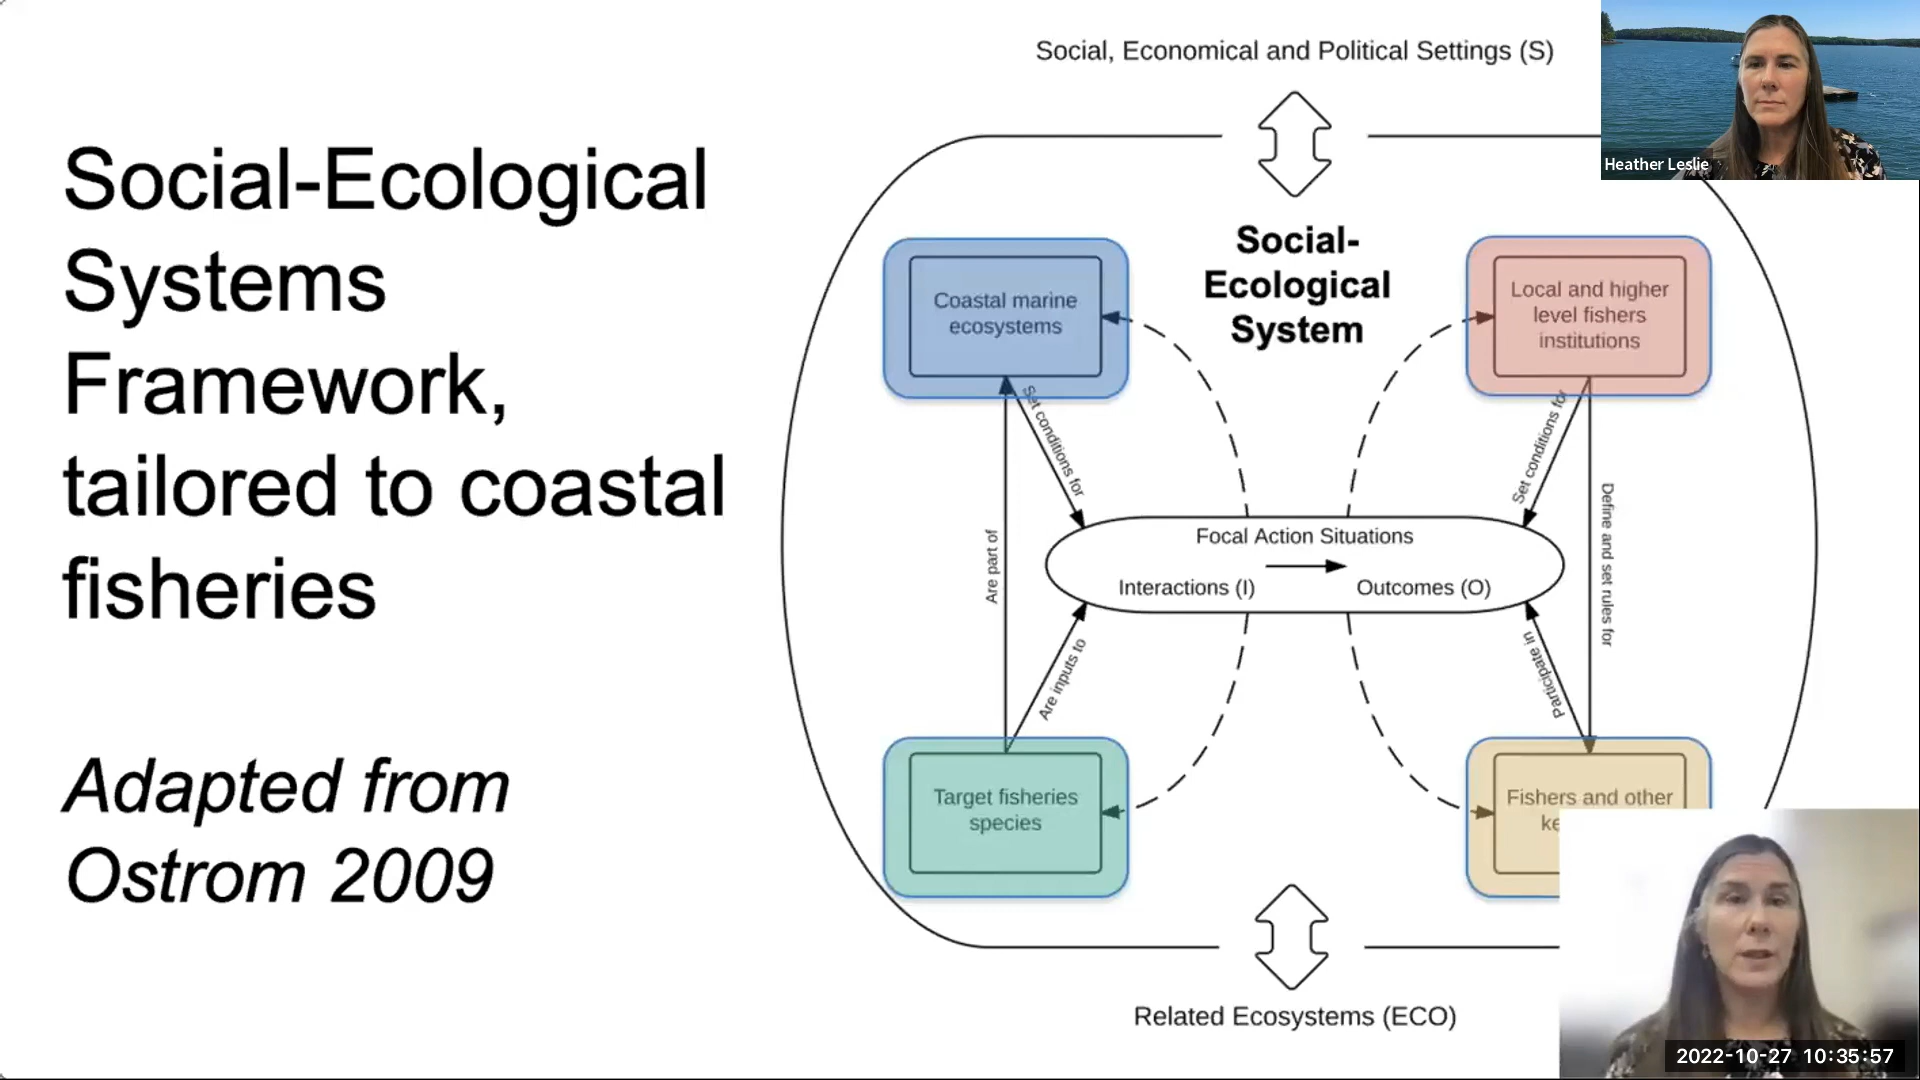 Social-Ecological
Systems
Framework,
tailored to coastal
fisheries
Adapted from
Ostrom 2009
Social, Economical and Political Settings (S)
Social-
Ecological
System
Coastal marine
ecosystems
Local and higher
level fishers
institutions
Set conditions for
Set conditions for
Are part of
Define and set rules for
Focal Action Situations
Interactions (I)
Outcomes (O)
Are inputs to
Participate in
Target fisheries
species
Fishers and other
Related Ecosystems (ECO)
Heather Leslie
2022-10-27 10:35:57